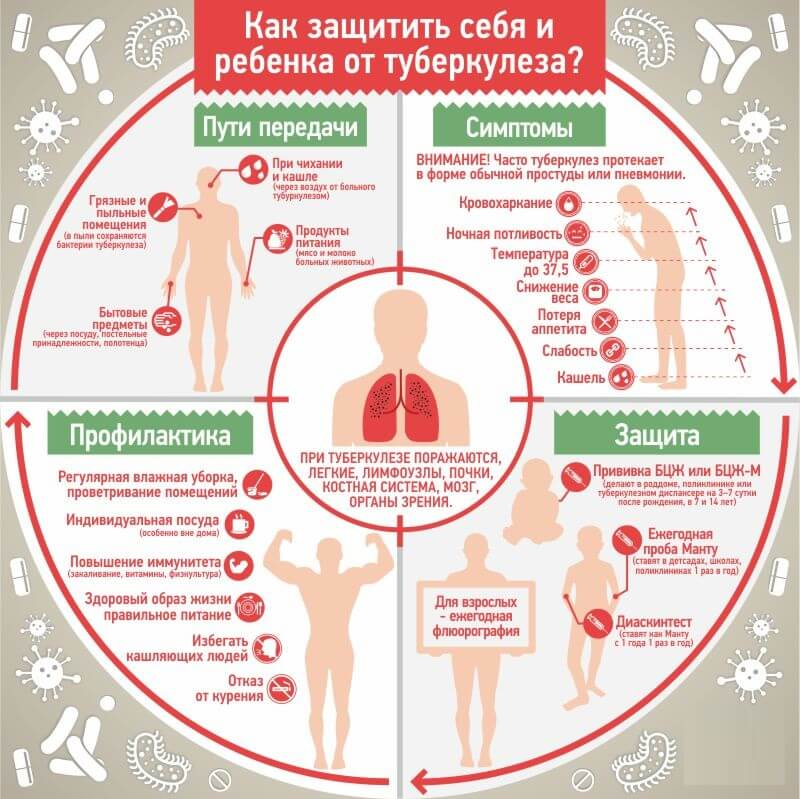 Как защитить себя и
ребенка от туберкулеза?
Пути передачи
При чихании
и кашле
(через воздух от больного
тубуркулезом)
Грязные и
пыльные
помещения
(в пыли сохраняются
бактерии туберкулеза)
Продукты
питания
(мясо и молоко
больных животных)
Бытовые
предметы
(через посуду, постельные
принадлежности, полотенца)
Симптомы
ВНИМАНИЕ! Часто туберкулез протекает
в форме обычной простуды или пневмонии.
Кровохаркание
Ночная потливость
Температура
до 37,5
Снижение
веса
Потеря
аппетита
Слабость
Кашель
ПРИ ТУБЕРКУЛЕЗЕ ПОРАЖАЮТСЯ,
ЛЕГКИЕ, ЛИМФОУЗЛЫ, ПОЧКИ,
КОСТНАЯ СИСТЕМА, МОЗГ,
ОРГАНЫ ЗРЕНИЯ.
Профилактика
Регулярная влажная уборка,
проветривание помещений
Индивидуальная посуда
(особенно вне дома)
Повышение иммунитета
(закаливание, витамины, физкультура)
Здоровый образ жизни
правильное питание
Избегать
кашляющих людей
Отказ
от курения
Защита
Прививка БЦЖ или БЦЖ-М
(делают в роддоме, поликлинике или
туберкулезном диспансере на 3-7 сутки
после рождения, в 7 и 14 лет)
Ежегодная
проба Манту
(ставят в детсадах, школах,
поликлиниках 1 раз в год)
Диаскинтест
(ставят как Манту
с 1 года 1 раз в год)
Для взрослых
- ежегодная
флюорография